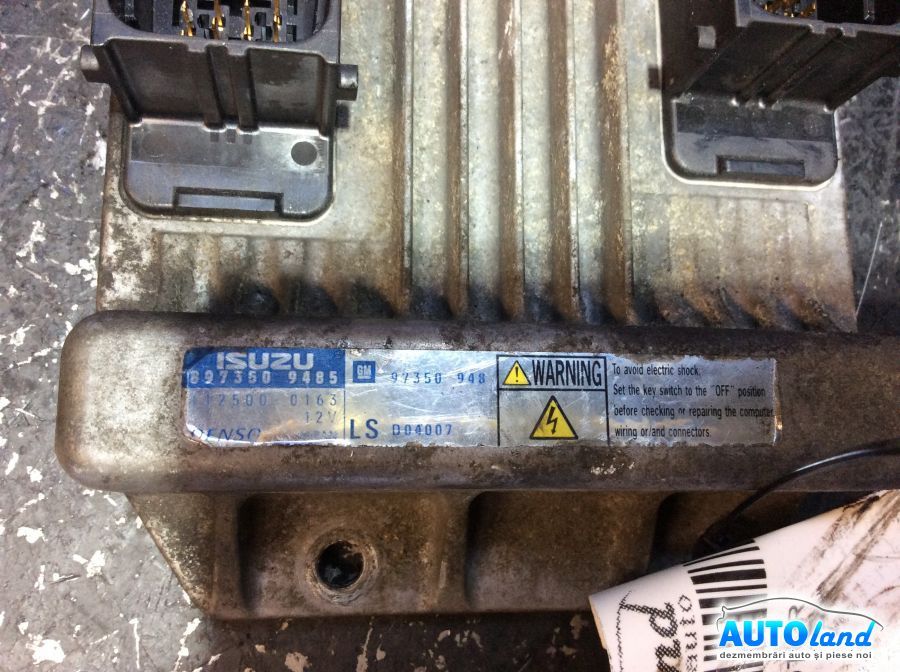 ISUZU
897350 9485
112500 0163
12V
DENSO
GM 97350 948
LS D04007
WARNING
To avoid electric shock.
Set the key switch to the "OFF" position
before checking or repairing the computer
wiring or/and connectors.
auto
AUTOland
dezmembrări auto și piese noi